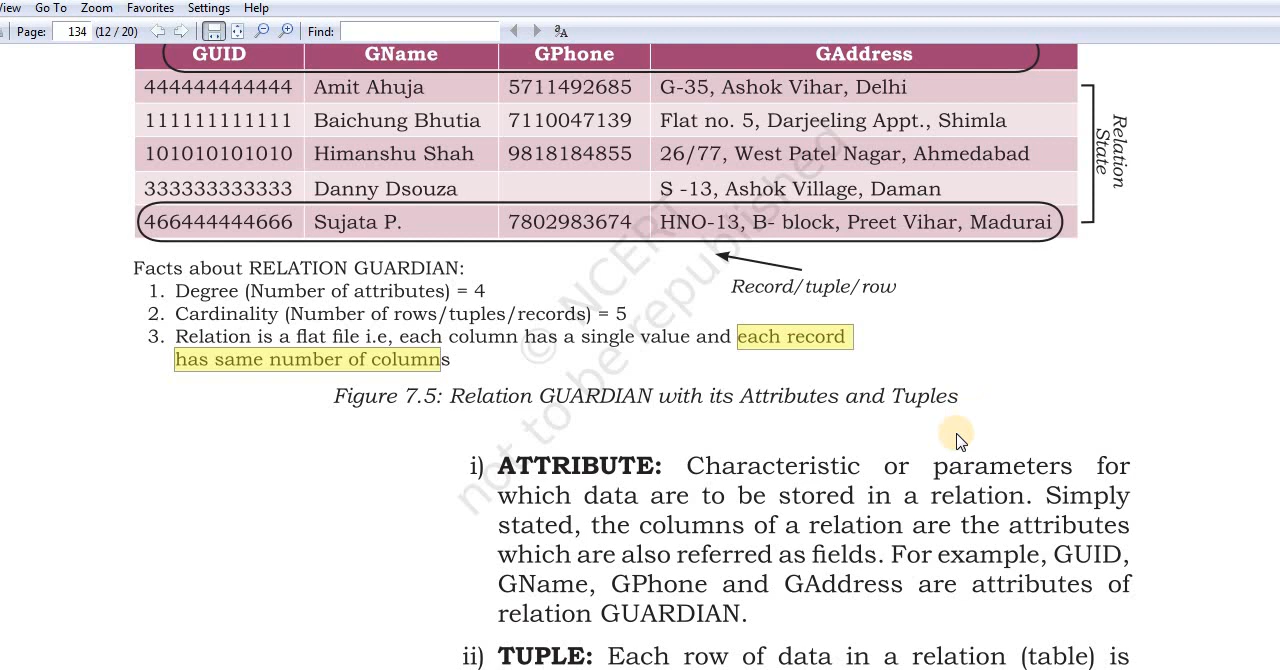 View Go To Zoom Favorites Settings Help
Page: 134 (12 / 20) Find:
GUID GName GPhone GAddress
444444444444 Amit Ahuja 5711492685 G-35, Ashok Vihar, Delhi
111111111111 Baichung Bhutia 7110047139 Flat no. 5, Darjeeling Appt., Shimla
101010101010 Himanshu Shah 9818184855 26/77, West Patel Nagar, Ahmedabad
333333333333 Danny Dsouza S -13, Ashok Village, Daman
466444444666 Sujata P. 7802983674 HNO-13, B- block, Preet Vihar, Madurai
Relation
State
Record/tuple/row
Facts about RELATION GUARDIAN:
1. Degree (Number of attributes) = 4
2. Cardinality (Number of rows/tuples/records) = 5
3. Relation is a flat file i.e, each column has a single value and each record
has same number of columns
Figure 7.5: Relation GUARDIAN with its Attributes and Tuples
© NCERT
not to be republished
i) ATTRIBUTE: Characteristic or parameters for
which data are to be stored in a relation. Simply
stated, the columns of a relation are the attributes
which are also referred as fields. For example, GUID,
GName, GPhone and GAddress are attributes of
relation GUARDIAN.
ii) TUPLE: Each row of data in a relation (table) is